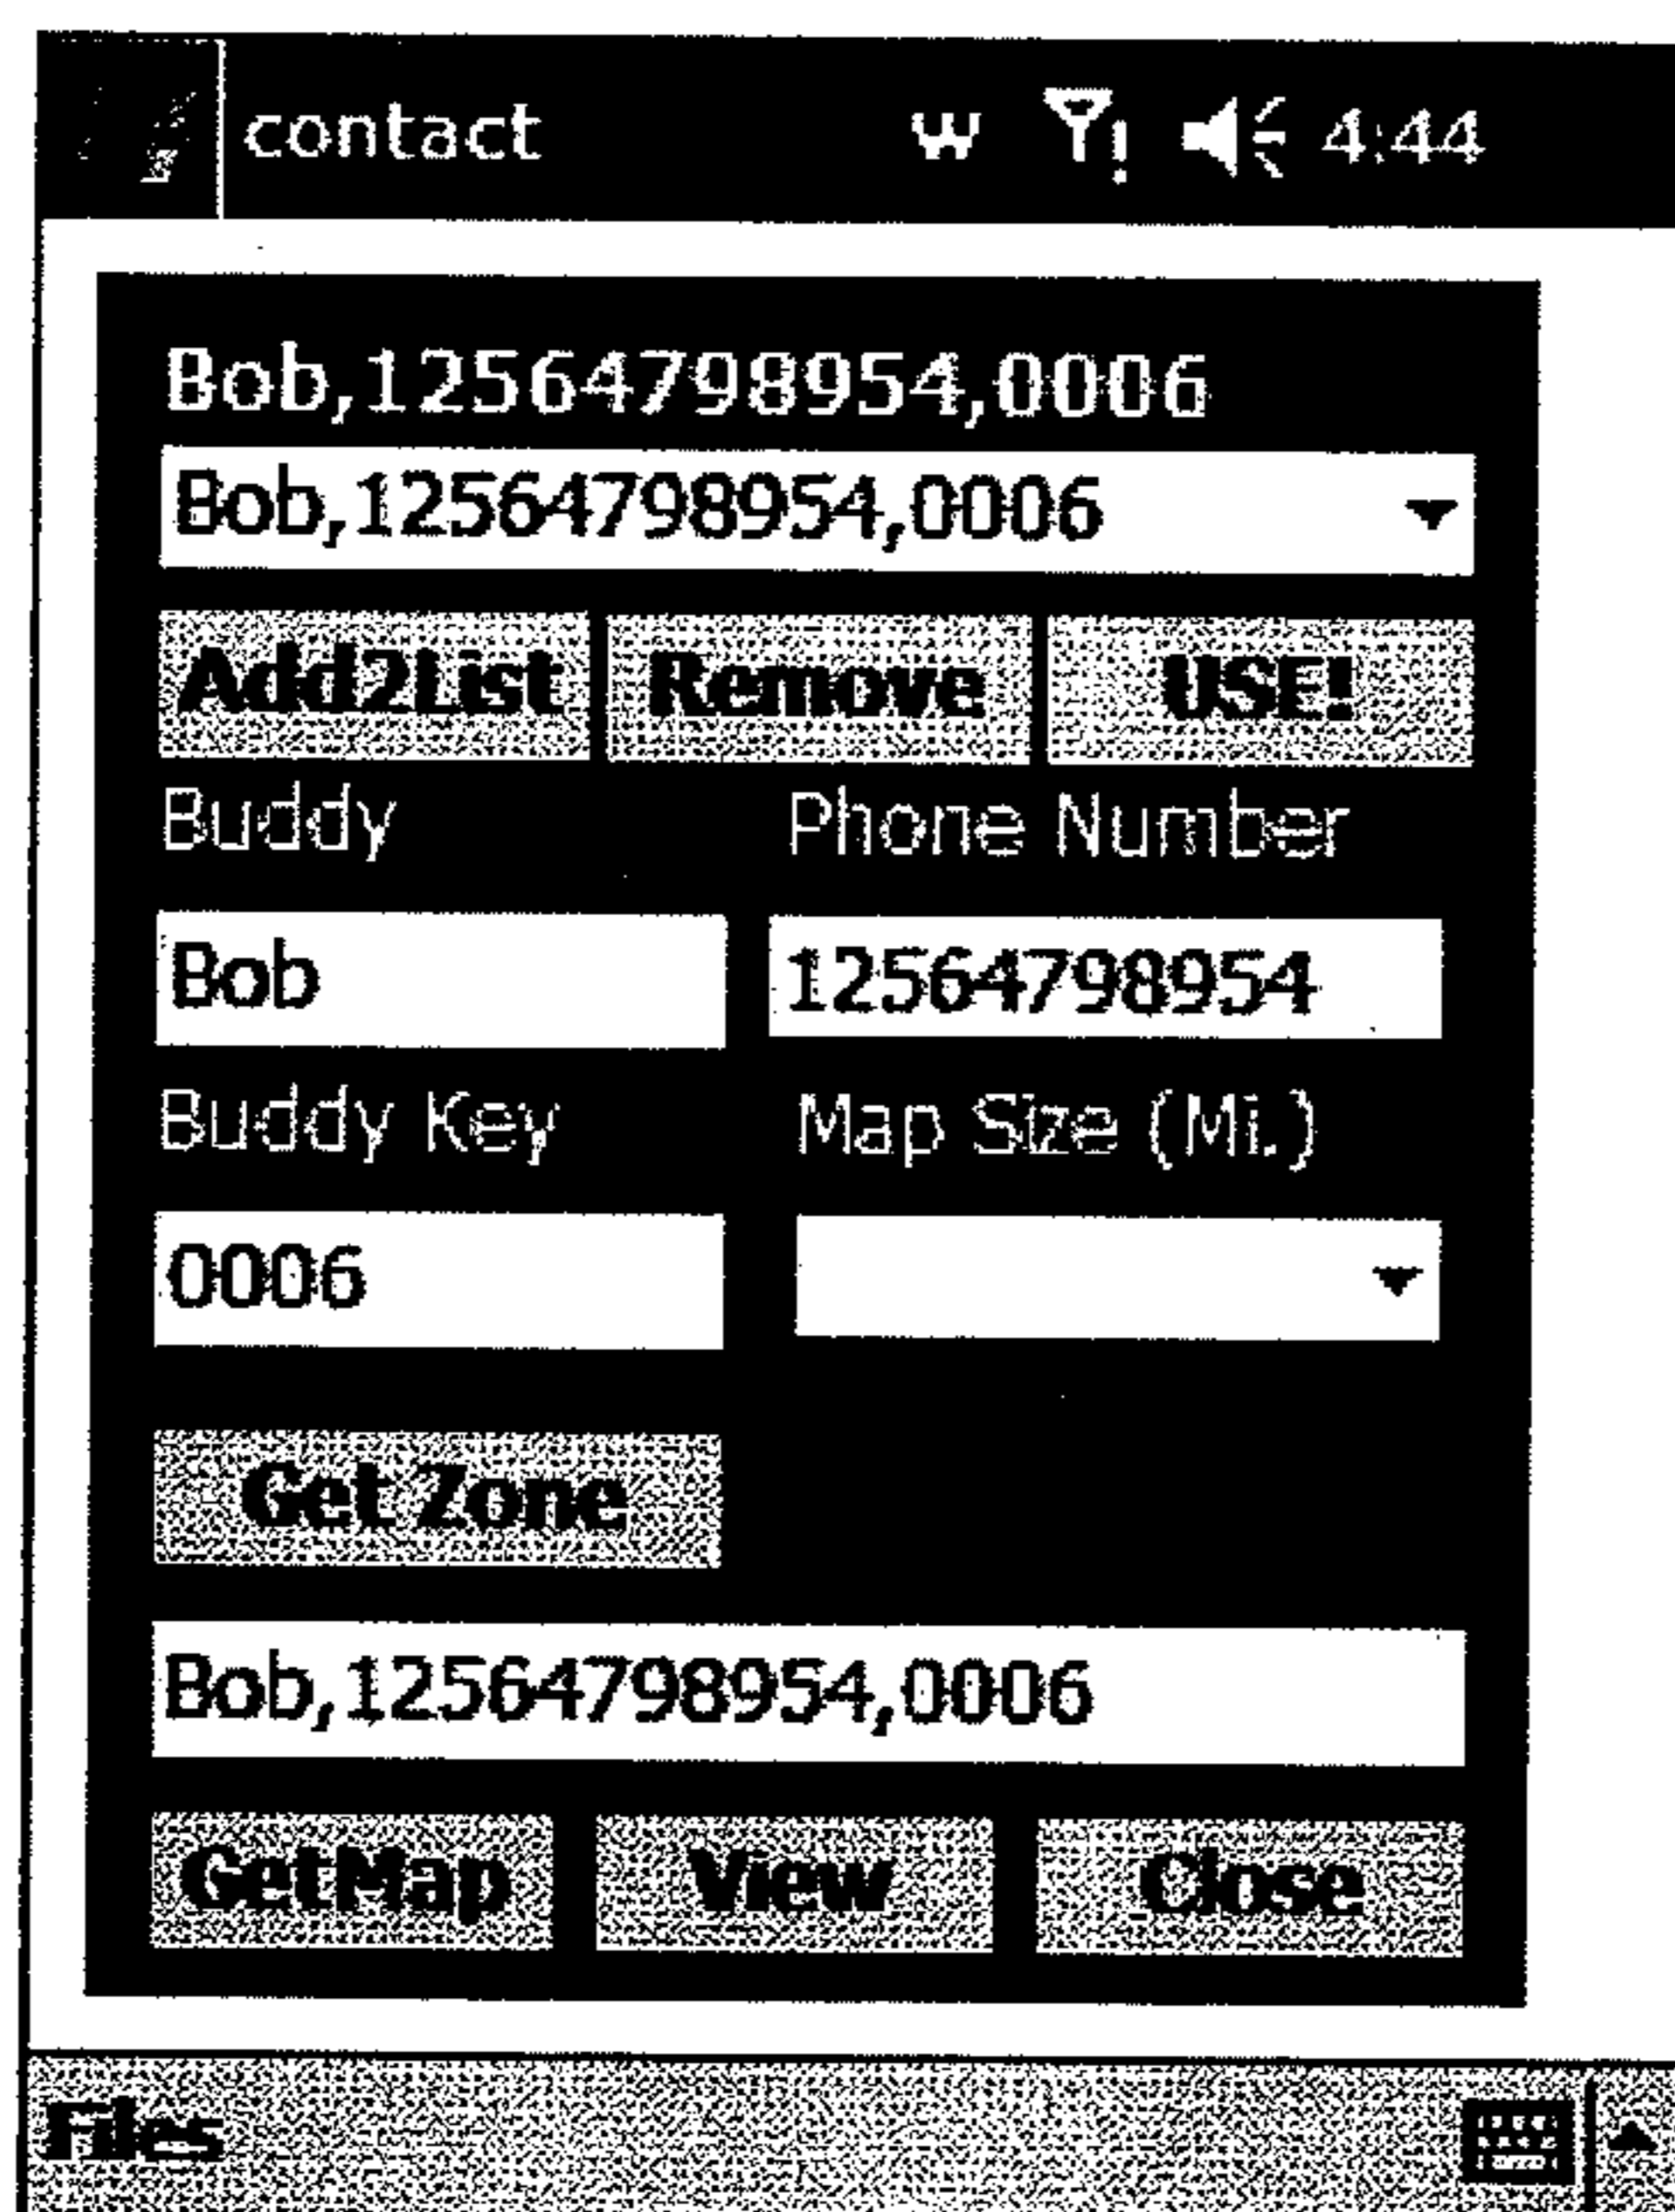 contact 4:44
Bob,12564798954,0006
Bob,12564798954,0006
Add2List Remove USE!
Buddy Phone Number
Bob 12564798954
Buddy Key Map Size (Mi.)
0006
Get Zone
Bob,12564798954,0006
GetMap View Close
Files